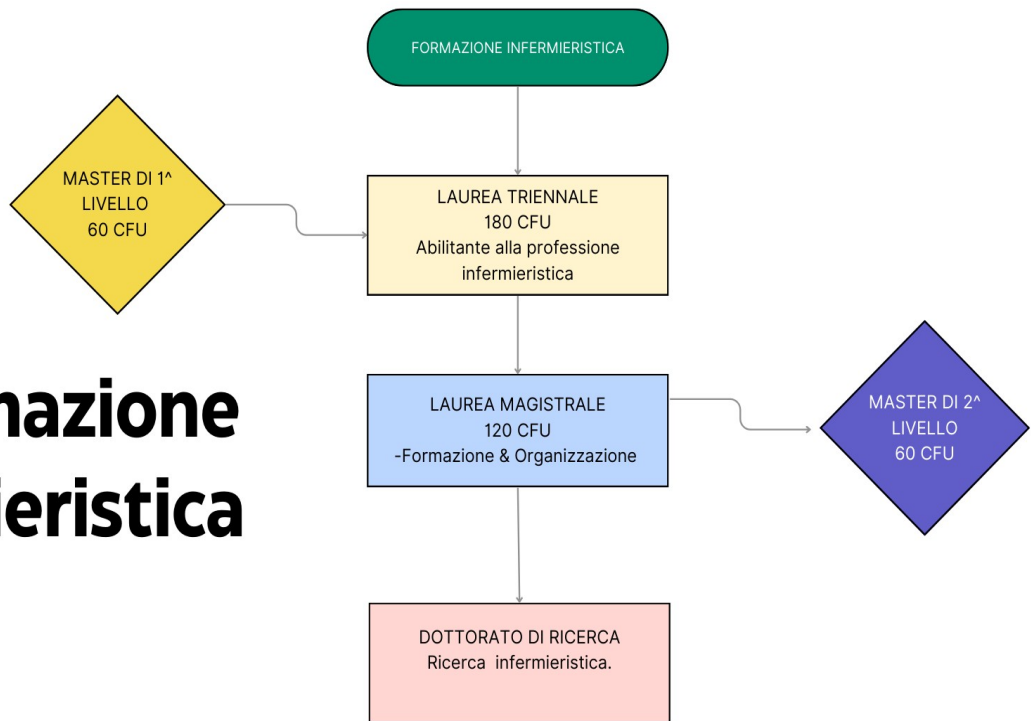 FORMAZIONE INFERMIERISTICA
MASTER DI 1^
LIVELLO
60 CFU
LAUREA TRIENNALE
180 CFU
Abilitante alla professione
infermieristica
LAUREA MAGISTRALE
120 CFU
-Formazione & Organizzazione
MASTER DI 2^
LIVELLO
60 CFU
mazione
ieristica
DOTTORATO DI RICERCA
Ricerca infermieristica.